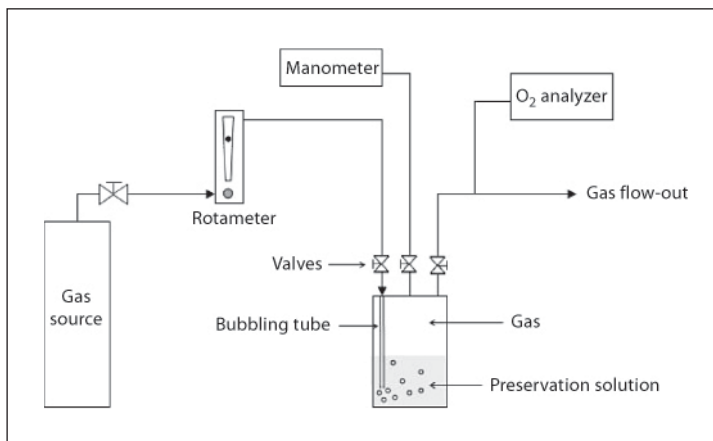 Manometer
O2 analyzer
Rotameter
Gas flow-out
Valves
Gas
source
Bubbling tube
Gas
Preservation solution